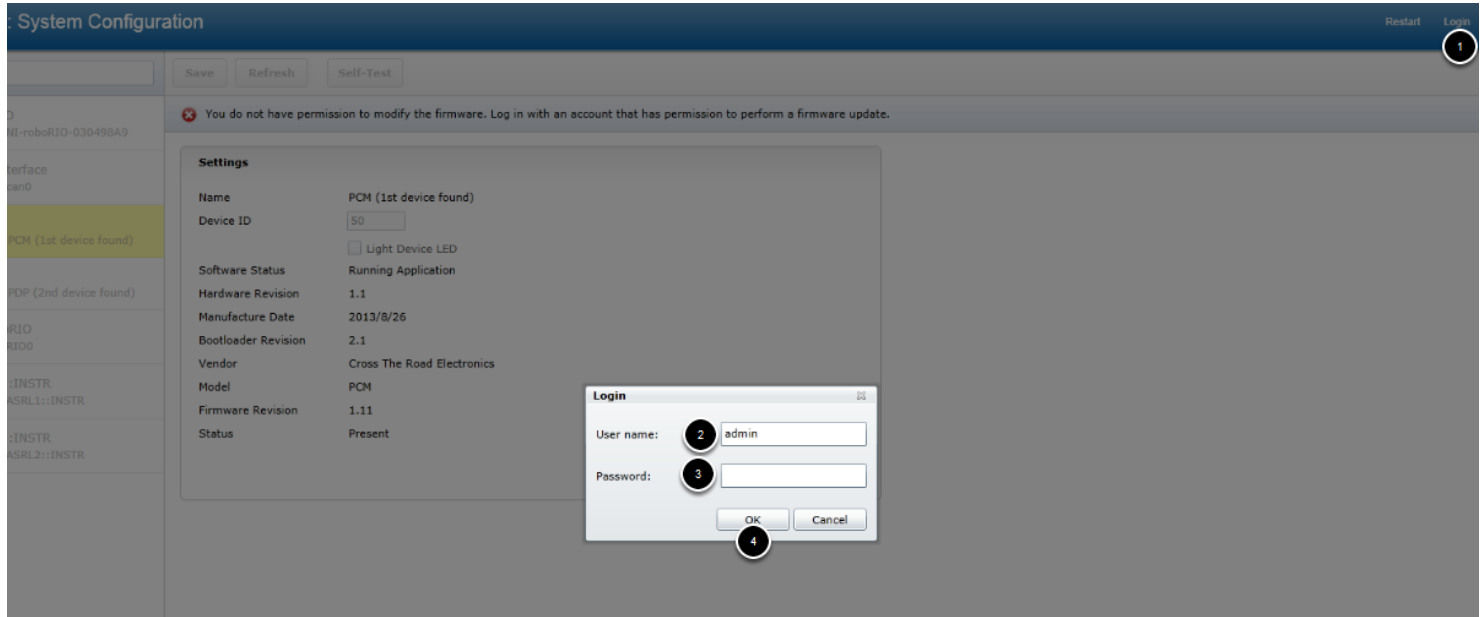 : System Configuration
Restart Login
1
Save Refresh Self-Test
You do not have permission to modify the firmware. Log in with an account that has permission to perform a firmware update.
NI-roboRIO-030498A9
terface
can0
PCM (1st device found)
PDP (2nd device found)
RIO
RIO0
::INSTR
ASRL1::INSTR
::INSTR
ASRL2::INSTR
Settings
Name PCM (1st device found)
Device ID 50
Light Device LED
Software Status Running Application
Hardware Revision 1.1
Manufacture Date 2013/8/26
Bootloader Revision 2.1
Vendor Cross The Road Electronics
Model PCM
Firmware Revision 1.11
Status Present
Login
User name: 2 admin
Password: 3
OK Cancel
4